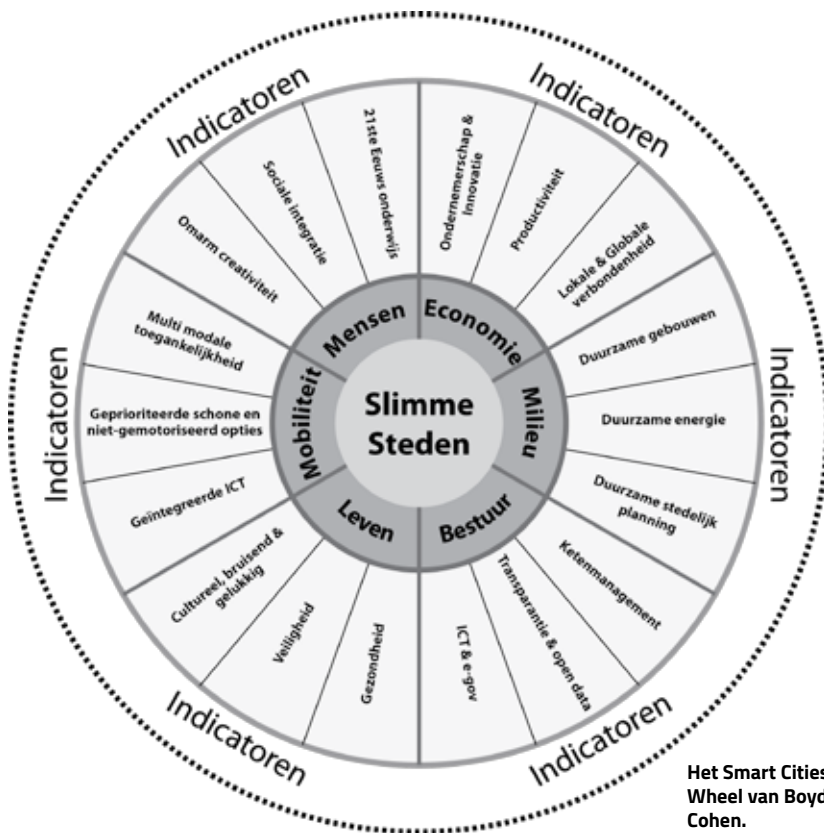 Slimme
Steden
Economie
Milieu
Bestuur
Leven
Mobiliteit
Mensen
Indicatoren
Ondernemerschap &
Innovatie
Productiviteit
Lokale & Globale
verbondenheid
Indicatoren
Duurzame gebouwen
Duurzame energie
Duurzame stedelijk
planning
Indicatoren
Ketenmanagement
Transparantie & open data
ICT & e-gov
Indicatoren
Gezondheid
Veiligheid
Cultureel, bruisend &
gelukkig
Indicatoren
Geïntegreerde ICT
Geprioriteerde schone en
niet-gemotoriseerd opties
Multi modale
toegankelijkheid
Indicatoren
Omarm creativiteit
Sociale integratie
21ste Eeuws onderwijs
Het Smart Cities
Wheel van Boyd
Cohen.